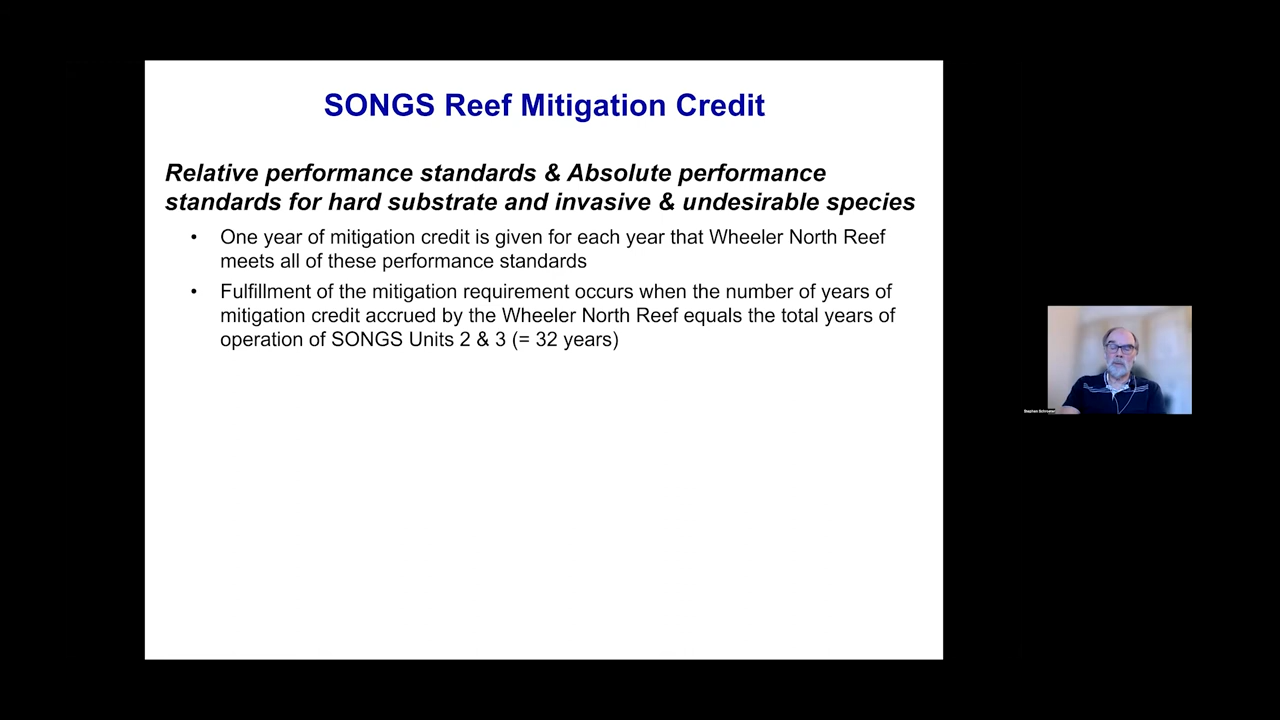 SONGS Reef Mitigation Credit
Relative performance standards & Absolute performance
standards for hard substrate and invasive & undesirable species
• One year of mitigation credit is given for each year that Wheeler North Reef
meets all of these performance standards
• Fulfillment of the mitigation requirement occurs when the number of years of
mitigation credit accrued by the Wheeler North Reef equals the total years of
operation of SONGS Units 2 & 3 (= 32 years)
Stephen Schroeter